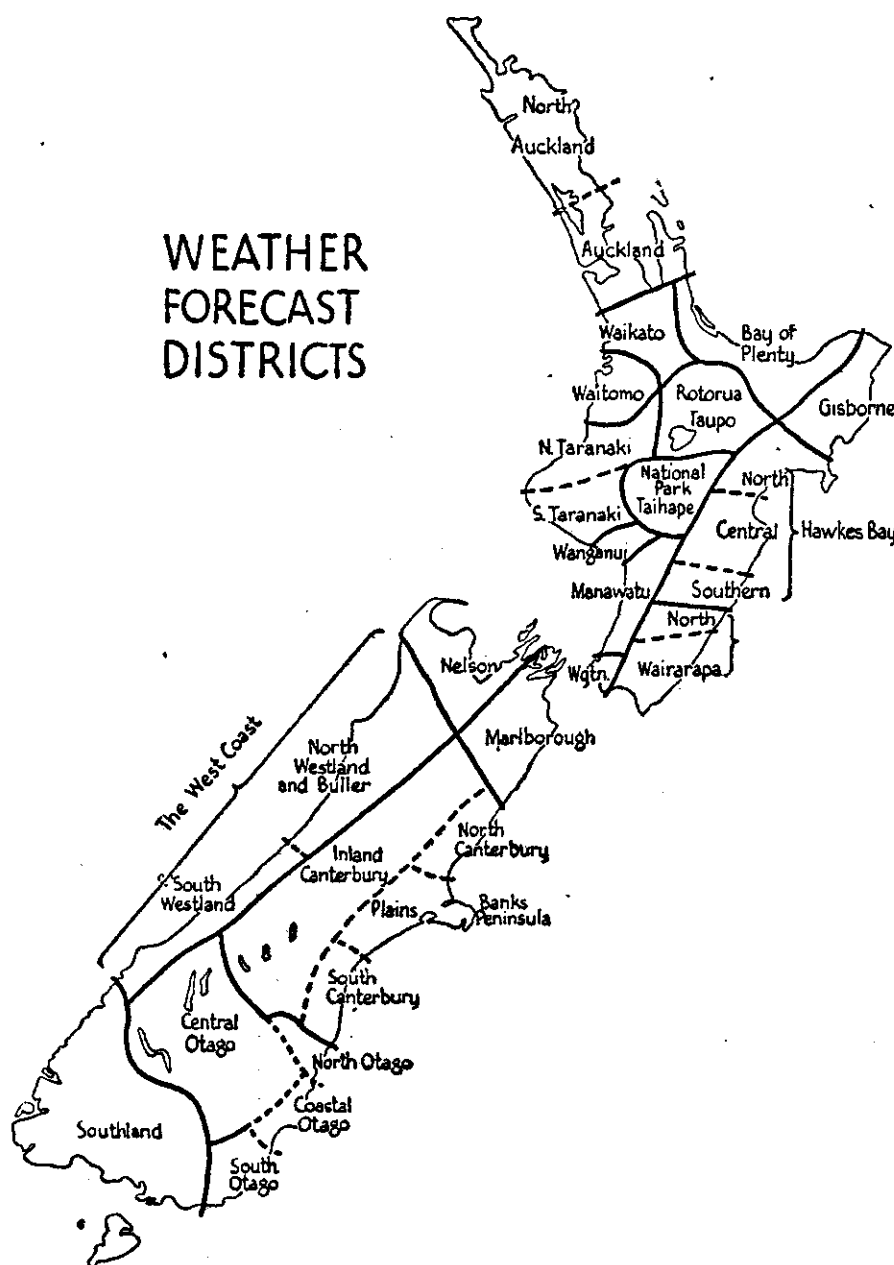 WEATHER
FORECAST
DISTRICTS
North
Auckland
Auckland
Waikato
Bay of
Plenty
Waitomo
Rotorua
Taupo
Gisborne
N. Taranaki
National
Park
Taihape
North
S. Taranaki
Central
Hawkes Bay
Wanganui
Manawatu
Southern
North
Nelson
Wgtn.
Wairarapa
The West Coast
North
Westland
and Buller
Marlborough
Inland
Canterbury
North
Canterbury
South
Westland
Plains
Banks
Peninsula
South
Canterbury
Central
Otago
North Otago
Coastal
Otago
Southland
South
Otago